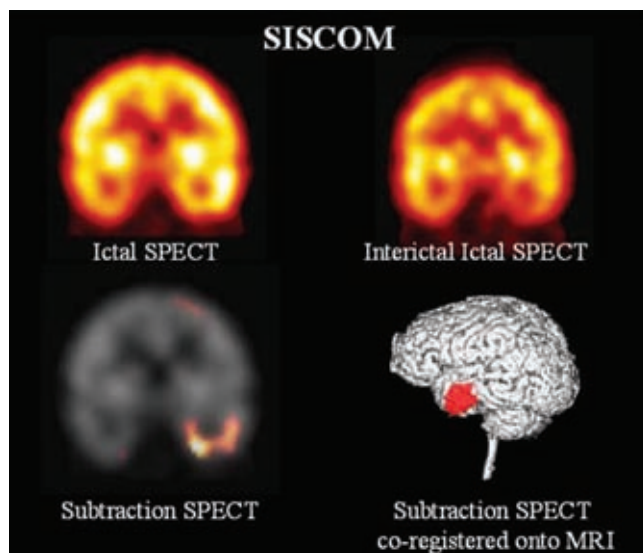 SISCOM
Ictal SPECT
Interictal Ictal SPECT
Subtraction SPECT
Subtraction SPECT
co-registered onto MRI